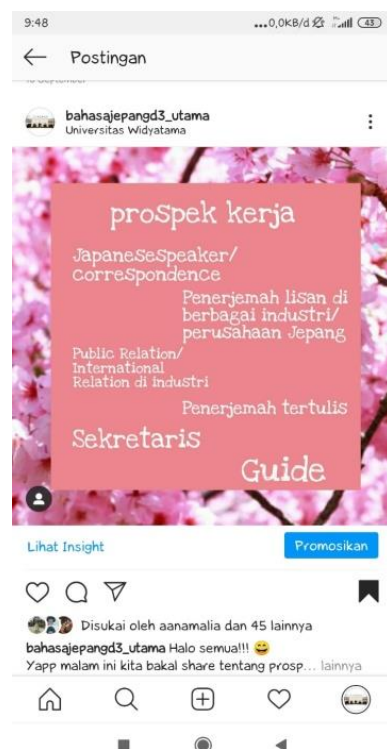 9:48
...0,0KB/d
43
Postingan
bahasajepangd3_utama
Universitas Widyatama
prospek kerja
Japanesespeaker/
correspondence
Penerjemah lisan di
berbagai industri/
perusahaan Jepang
Public Relation/
International
Relation di industri
Penerjemah tertulis
Sekretaris
Guide
Lihat Insight
Promosikan
Disukai oleh aanamalia dan 45 lainnya
bahasajepangd3_utama Halo semua!!! 😄
Yapp malam ini kita bakal share tentang prosp... lainnya